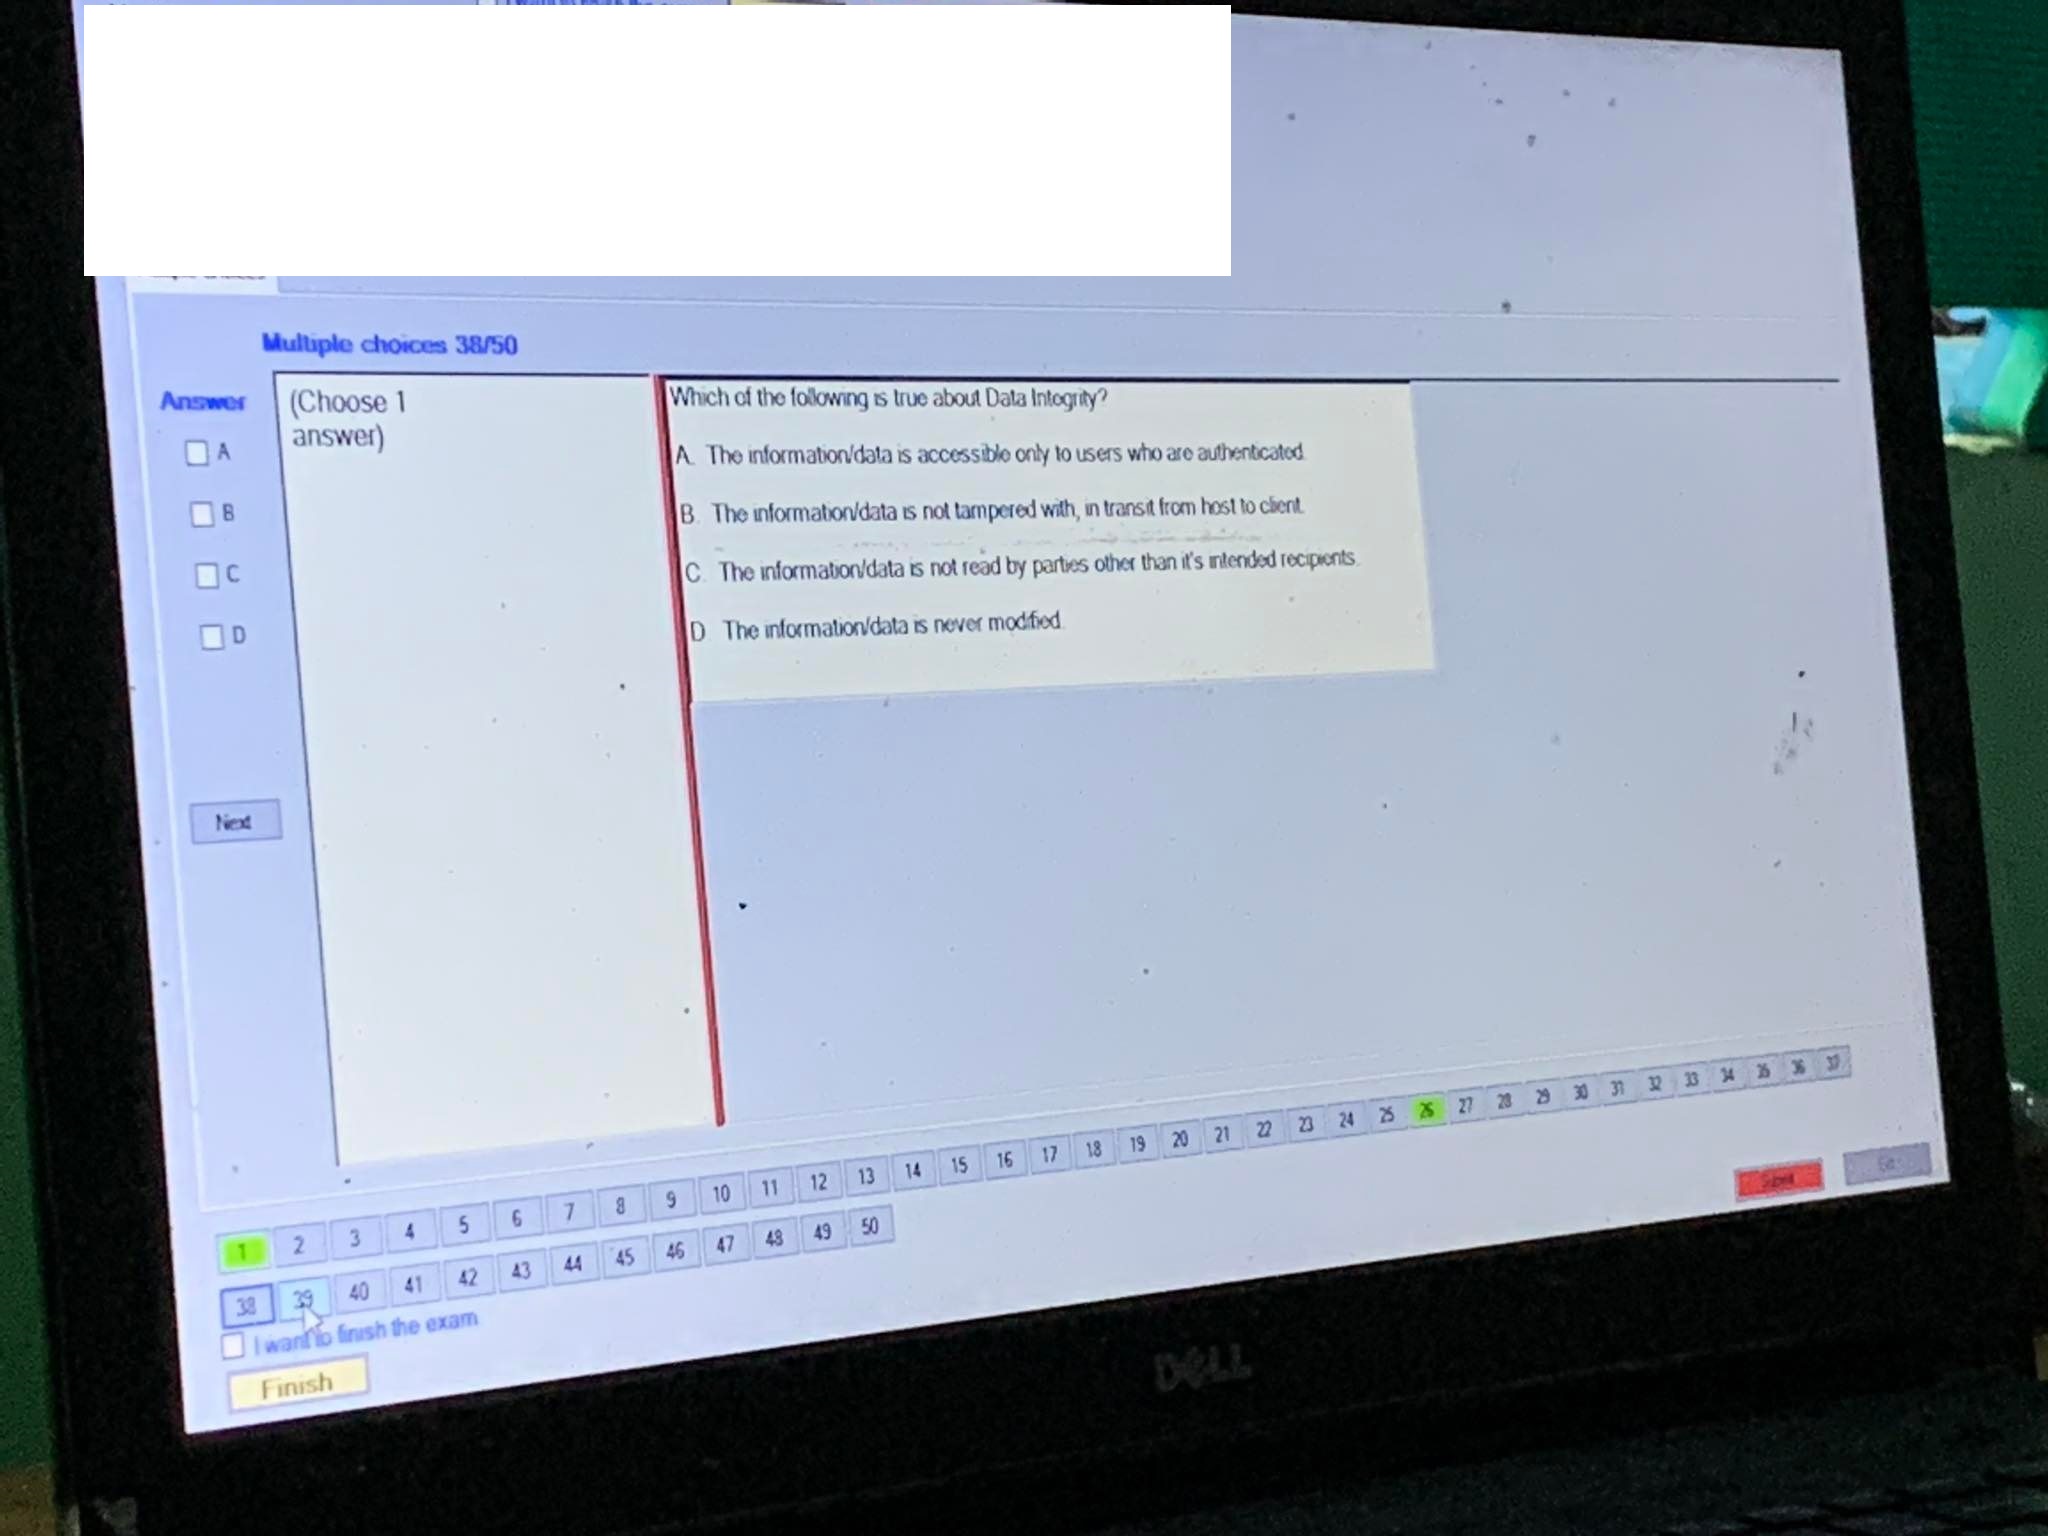 Multiple choices 38/50
Answer
A
B
C
D
Next
(Choose 1
answer)
Which of the following is true about Data Integrity?
A. The information/data is accessible only to users who are authenticated.
B. The information/data is not tampered with, in transit from host to client.
C. The information/data is not read by parties other than it's intended recipients.
D. The information/data is never modified.
1 2 3 4 5 6 7 8 9 10 11 12 13 14 15 16 17 18 19 20 21 22 23 24 25 26 27 28 29 30 31 32 33 34 35 36 37
38 39 40 41 42 43 44 45 46 47 48 49 50
Submit
I want to finish the exam
Finish
DELL